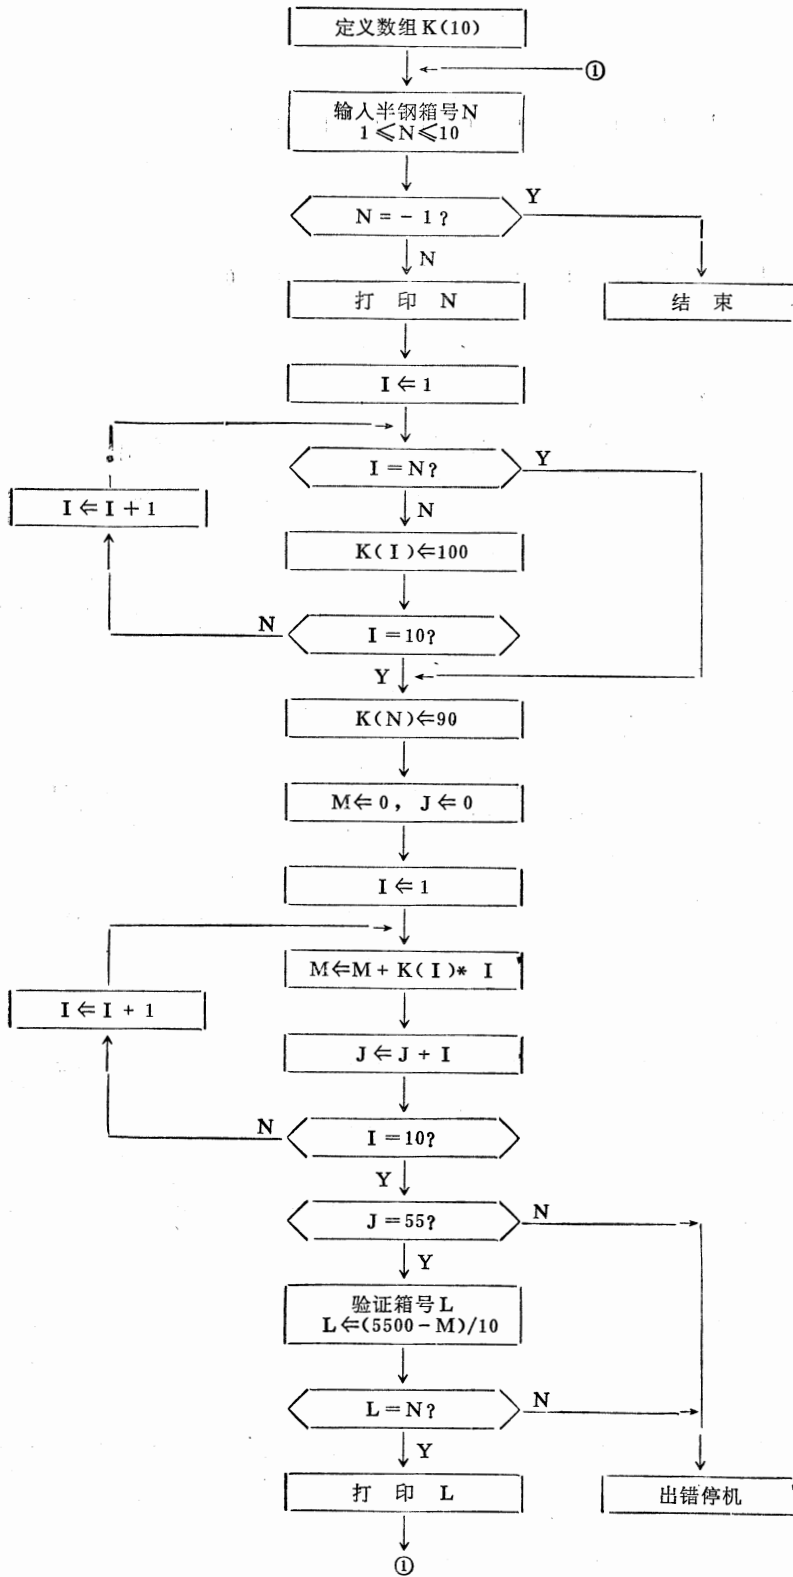 定义数组K(10)
①
输入半钢箱号N
1≤N≤10
N=-1?
Y
N
打 印 N
结 束
I⇐1
I=N?
Y
I⇐I+1
N
K(I)⇐100
N
I=10?
Y
K(N)⇐90
M⇐0, J⇐0
I⇐1
M⇐M+K(I)* I
I⇐I+1
J⇐J+I
N
I=10?
Y
J=55?
N
Y
验证箱号L
L⇐(5500-M)/10
L=N?
N
Y
打 印 L
出错停机
①